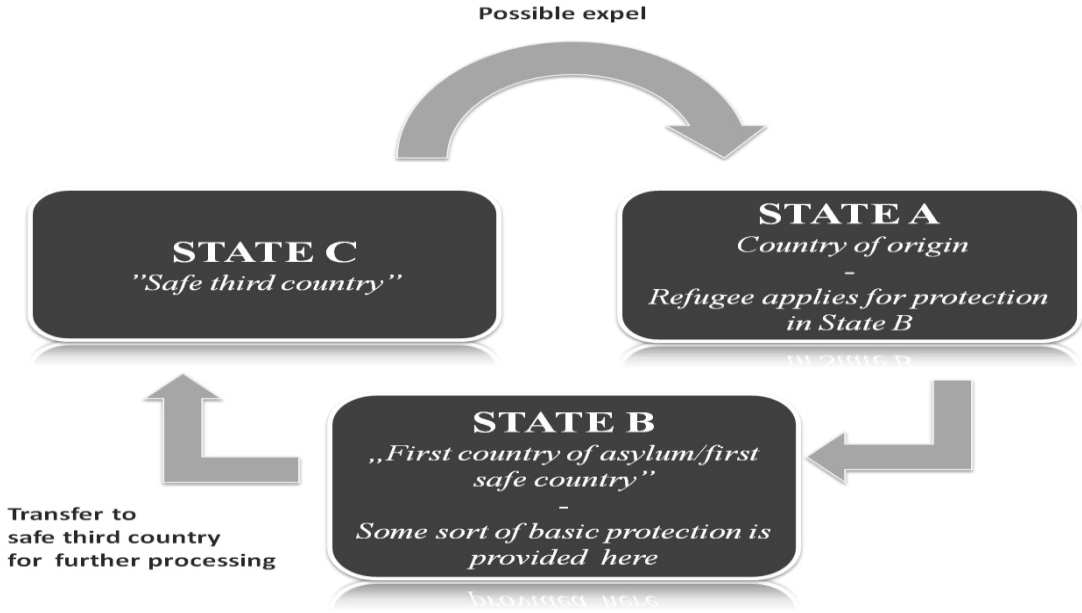 Possible expel
STATE C
”Safe third country”
STATE A
Country of origin
-
Refugee applies for protection
in State B
STATE B
„First country of asylum/first
safe country”
-
Some sort of basic protection is
provided here
Transfer to
safe third country
for further processing